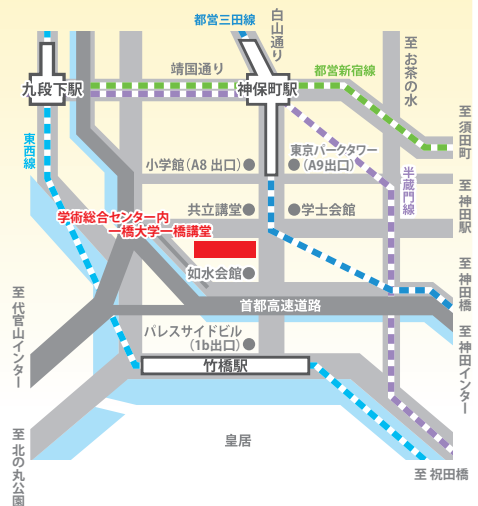 都営三田線
白山通り
靖国通り
都営新宿線
至 お茶の水
九段下駅
神保町駅
至 須田町
東西線
小学館（A8 出口）
東京パークタワー
（A9出口）
半蔵門線
至 神田駅
共立講堂
学士会館
学術総合センター内
一橋大学一橋講堂
如水会館
至 神田橋
至 代官山インター
首都高速道路
至 神田インター
パレスサイドビル
（1b出口）
竹橋駅
至 北の丸公園
皇居
至 祝田橋